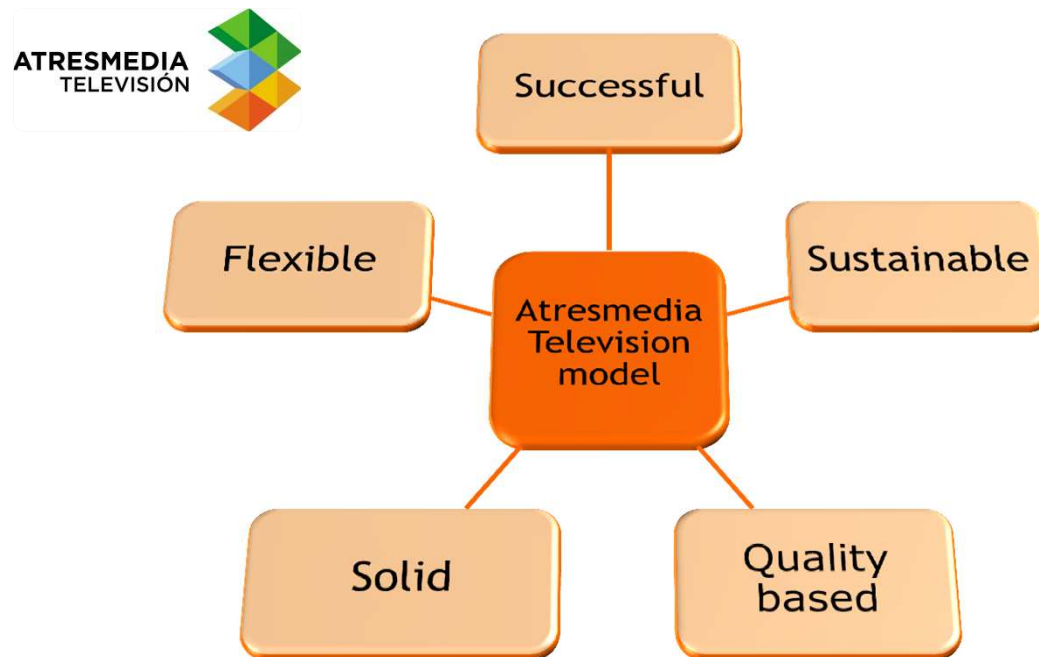 ATRESMEDIA
TELEVISIÓN
Successful
Flexible
Sustainable
Atresmedia
Television
model
Solid
Quality
based